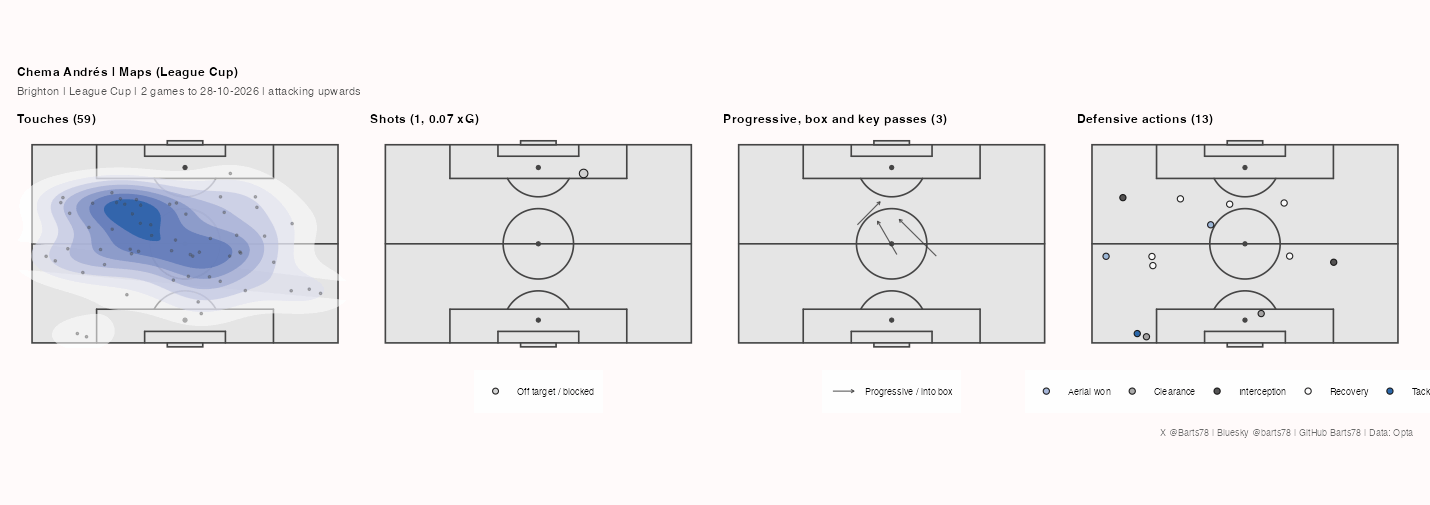 Chema Andrés | Maps (League Cup)
Brighton | League Cup | 2 games to 28-10-2026 | attacking upwards
Touches (59)
Shots (1, 0.07 xG)
Progressive, box and key passes (3)
Defensive actions (13)
Off target / blocked
Progressive / into box
Aerial won
Clearance
Interception
Recovery
Tack
X @Barts78 | Bluesky @barts78 | GitHub Barts78 | Data: Opta